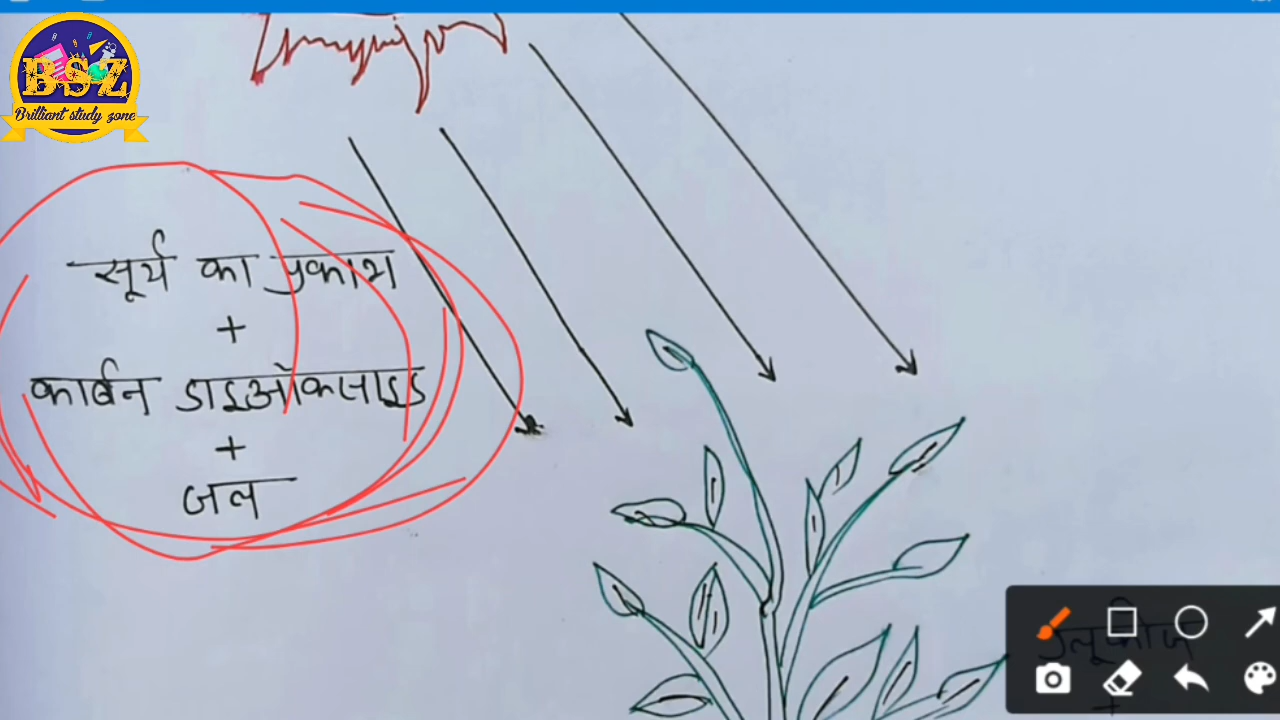 BSZ
Brilliant study zone
सूर्य का प्रकाश
+
कार्बन डाइऑक्साइड
+
जल
ग्लूकोज
+